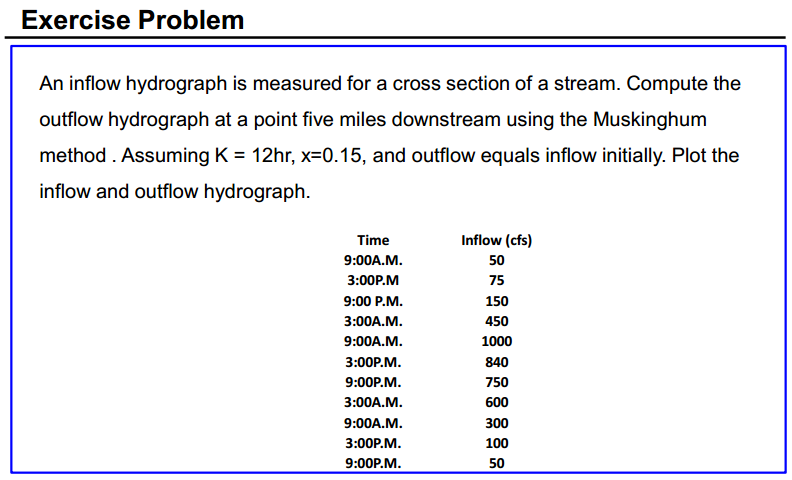 Exercise Problem
An inflow hydrograph is measured for a cross section of a stream. Compute the
outflow hydrograph at a point five miles downstream using the Muskinghum
method . Assuming K = 12hr, x=0.15, and outflow equals inflow initially. Plot the
inflow and outflow hydrograph.
Time Inflow (cfs)
9:00A.M. 50
3:00P.M 75
9:00 P.M. 150
3:00A.M. 450
9:00A.M. 1000
3:00P.M. 840
9:00P.M. 750
3:00A.M. 600
9:00A.M. 300
3:00P.M. 100
9:00P.M. 50